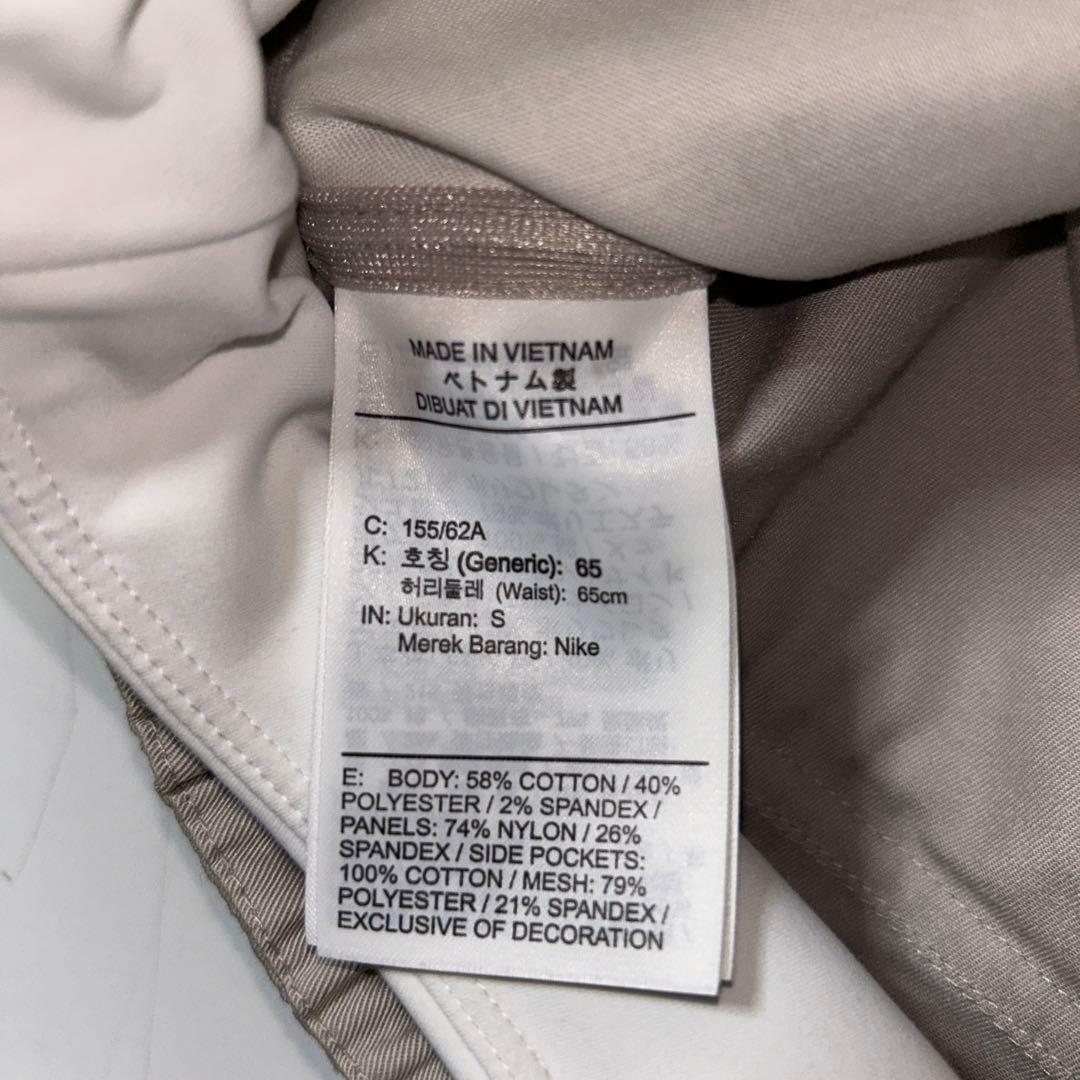 MADE IN VIETNAM
ベトナム製
DIBUAT DI VIETNAM
C: 155/62A
K: 호칭 (Generic): 65
허리둘레 (Waist): 65cm
IN: Ukuran: S
Merek Barang: Nike
E: BODY: 58% COTTON / 40%
POLYESTER / 2% SPANDEX /
PANELS: 74% NYLON / 26%
SPANDEX / SIDE POCKETS:
100% COTTON / MESH: 79%
POLYESTER / 21% SPANDEX /
EXCLUSIVE OF DECORATION